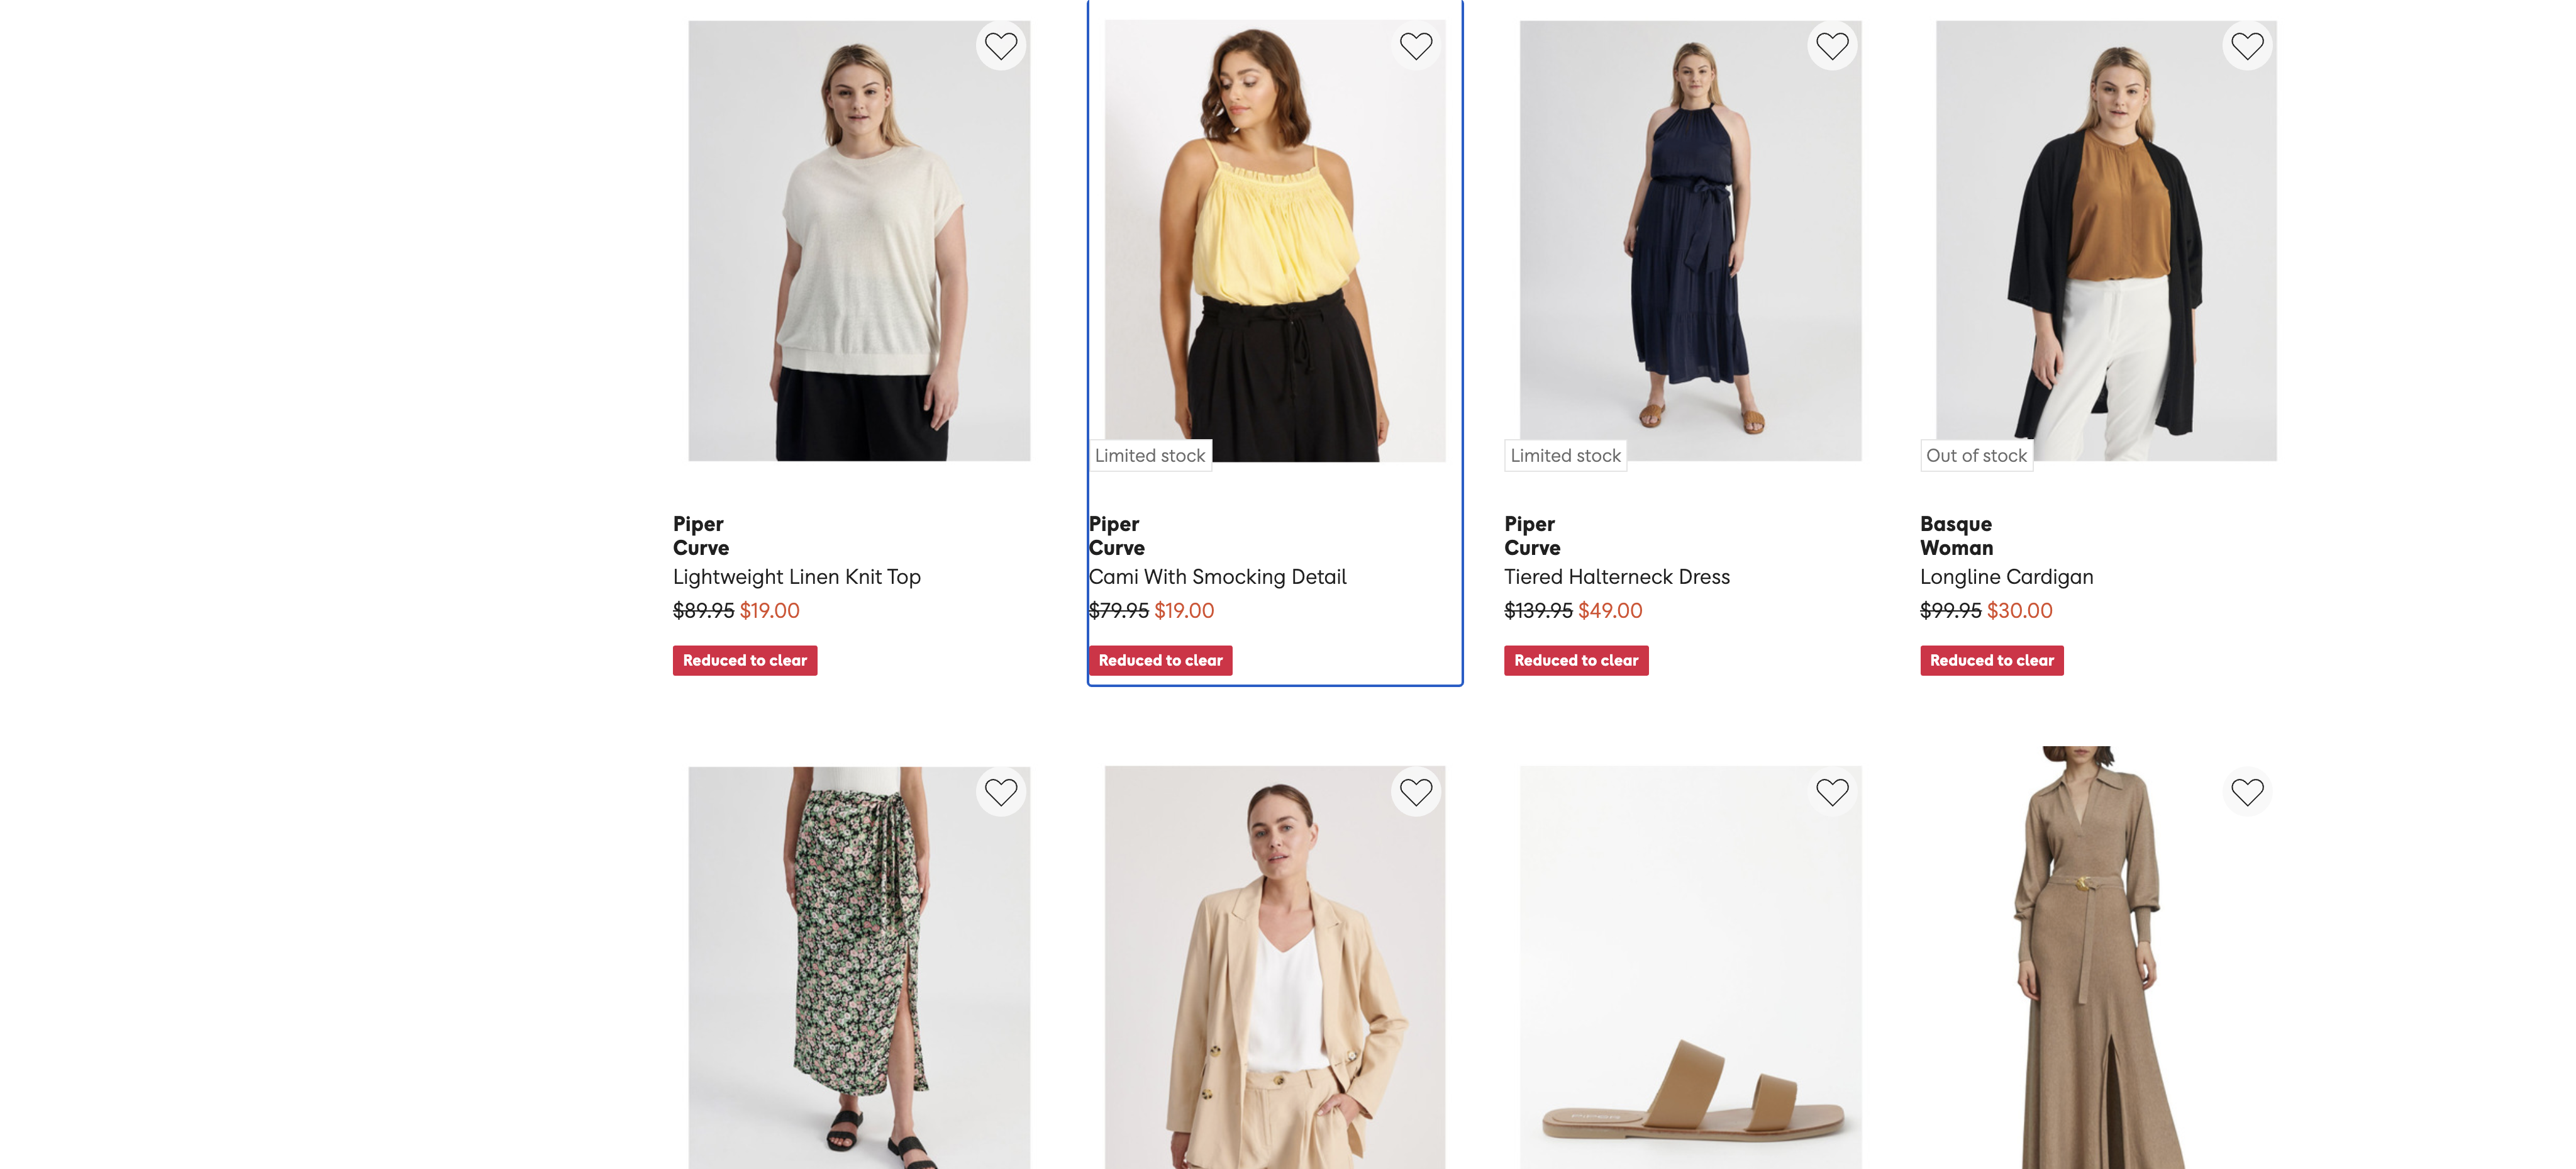 Limited stock
Limited stock
Out of stock
Piper
Curve
Lightweight Linen Knit Top
$89.95 $19.00
Reduced to clear
Piper
Curve
Cami With Smocking Detail
$79.95 $19.00
Reduced to clear
Piper
Curve
Tiered Halterneck Dress
$139.95 $49.00
Reduced to clear
Basque
Woman
Longline Cardigan
$99.95 $30.00
Reduced to clear